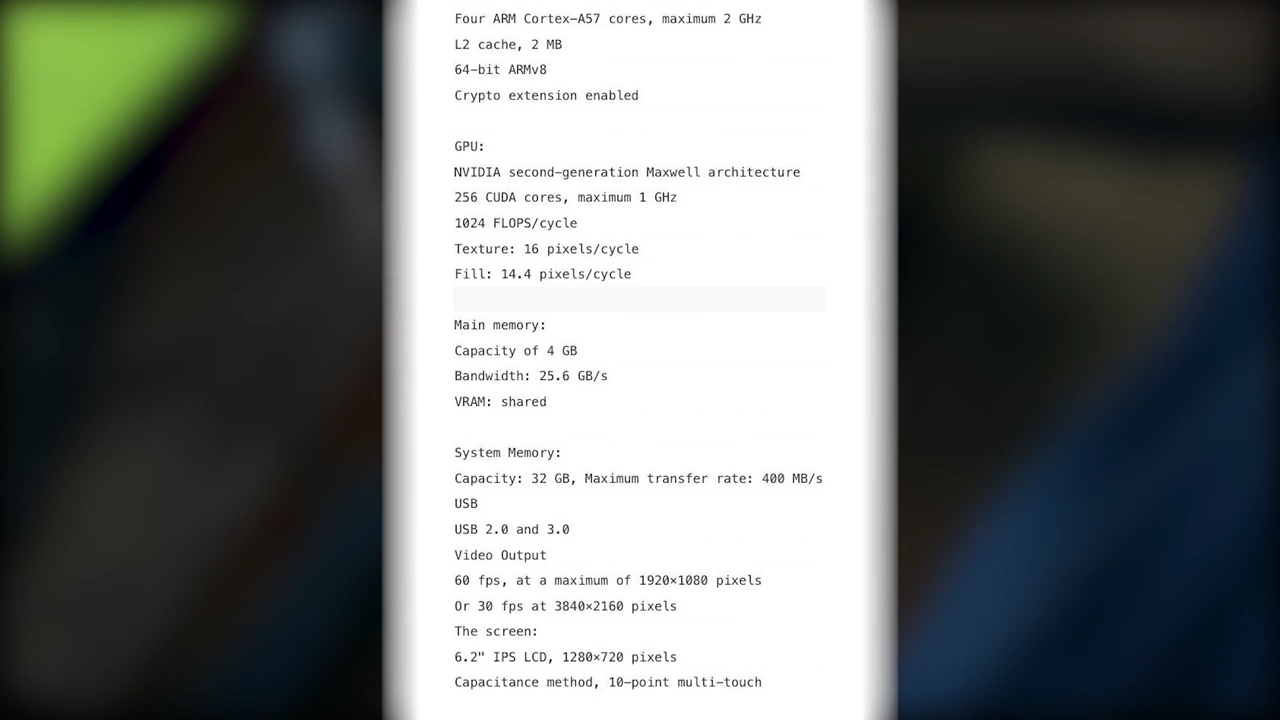 Four ARM Cortex-A57 cores, maximum 2 GHz
L2 cache, 2 MB
64-bit ARMv8
Crypto extension enabled
GPU:
NVIDIA second-generation Maxwell architecture
256 CUDA cores, maximum 1 GHz
1024 FLOPS/cycle
Texture: 16 pixels/cycle
Fill: 14.4 pixels/cycle
Main memory:
Capacity of 4 GB
Bandwidth: 25.6 GB/s
VRAM: shared
System Memory:
Capacity: 32 GB, Maximum transfer rate: 400 MB/s
USB
USB 2.0 and 3.0
Video Output
60 fps, at a maximum of 1920×1080 pixels
Or 30 fps at 3840×2160 pixels
The screen:
6.2" IPS LCD, 1280×720 pixels
Capacitance method, 10-point multi-touch